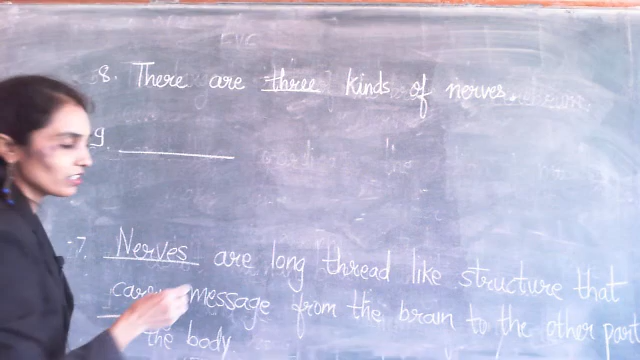 8. There are three kinds of nerves.
9.
7. Nerves are long thread like structure that
carry message from the brain to the other part
the body